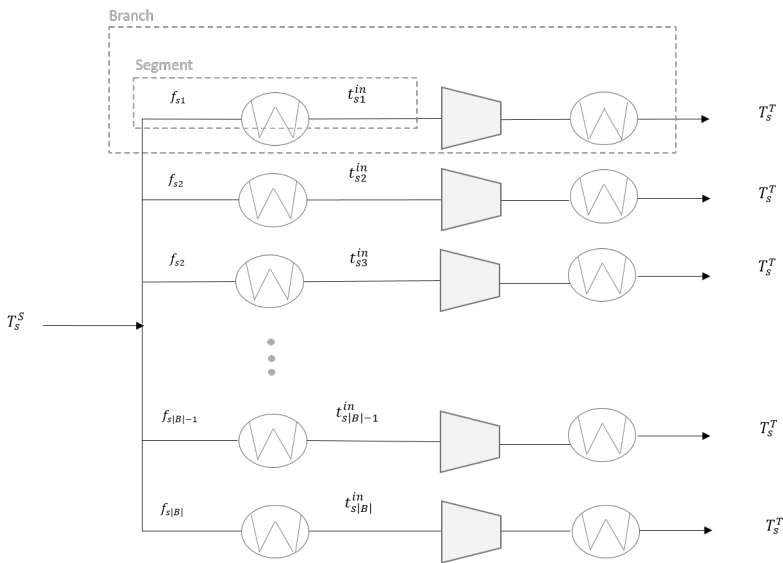 Branch
Segment
f_{s1} t_{s1}^{in} T_s^T
f_{s2} t_{s2}^{in} T_s^T
f_{s2} t_{s3}^{in} T_s^T
T_s^S
f_{s|B|-1} t_{s|B|-1}^{in} T_s^T
f_{s|B|} t_{s|B|}^{in} T_s^T